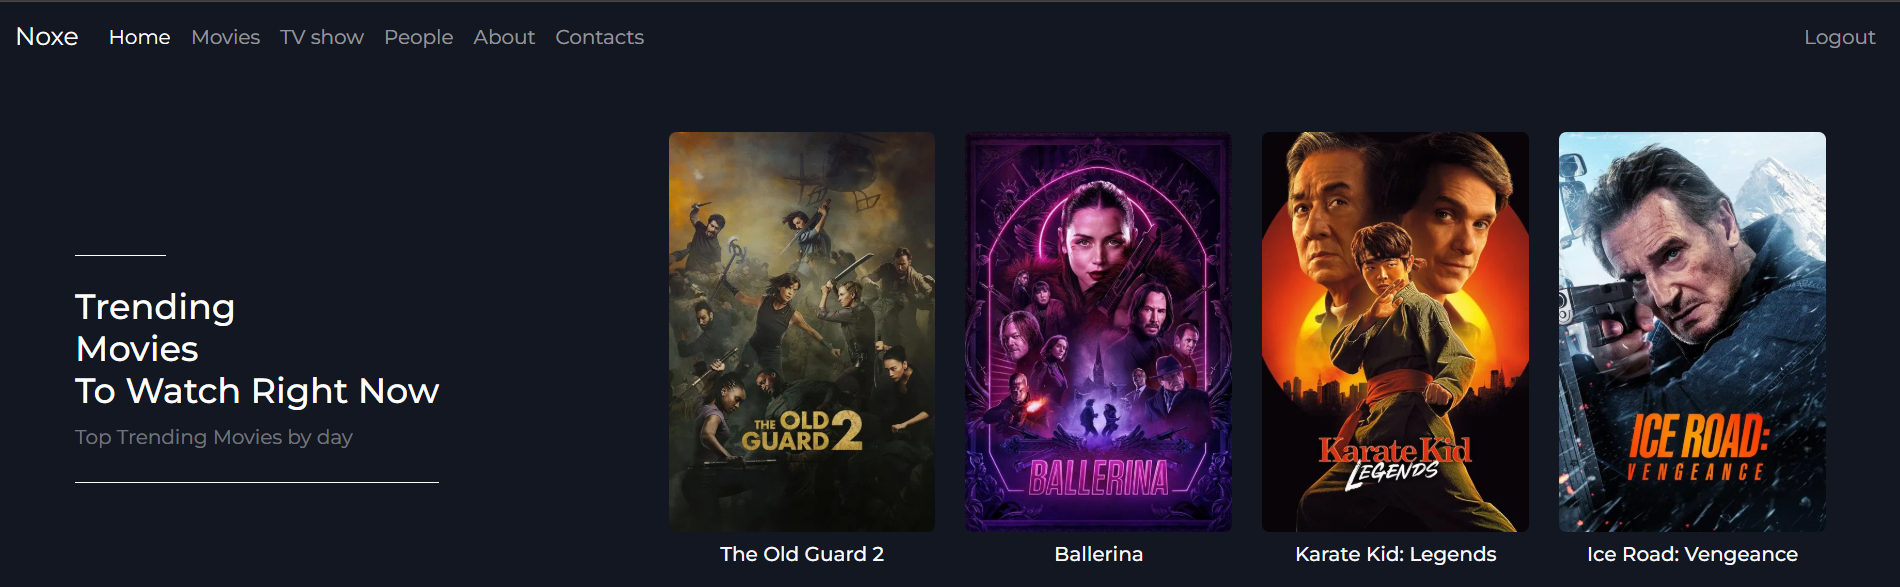 Noxe Home Movies TV show People About Contacts Logout
Trending
Movies
To Watch Right Now
Top Trending Movies by day
THE OLD
GUARD 2
The Old Guard 2
BALLERINA
Ballerina
Karate Kid
LEGENDS
Karate Kid: Legends
ICE ROAD:
VENGEANCE
Ice Road: Vengeance